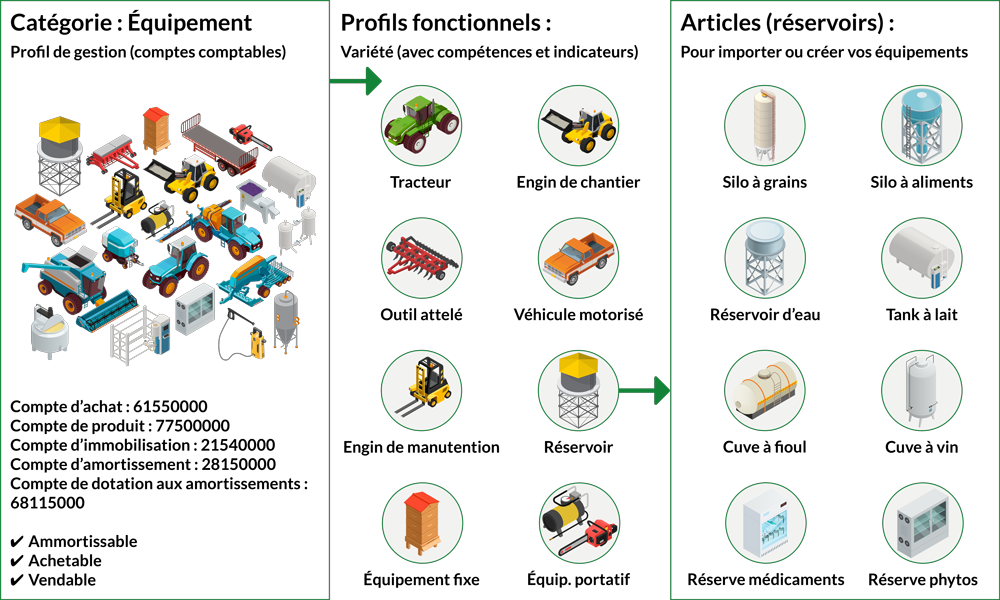 Catégorie : Équipement
Profil de gestion (comptes comptables)
Compte d’achat : 61550000
Compte de produit : 77500000
Compte d’immobilisation : 21540000
Compte d’amortissement : 28150000
Compte de dotation aux amortissements :
68115000
✔ Ammortissable
✔ Achetable
✔ Vendable
Profils fonctionnels :
Variété (avec compétences et indicateurs)
Tracteur
Engin de chantier
Outil attelé
Véhicule motorisé
Engin de manutention
Réservoir
Équipement fixe
Équip. portatif
Articles (réservoirs) :
Pour importer ou créer vos équipements
Silo à grains
Silo à aliments
Réservoir d’eau
Tank à lait
Cuve à fioul
Cuve à vin
Réserve médicaments
Réserve phytos